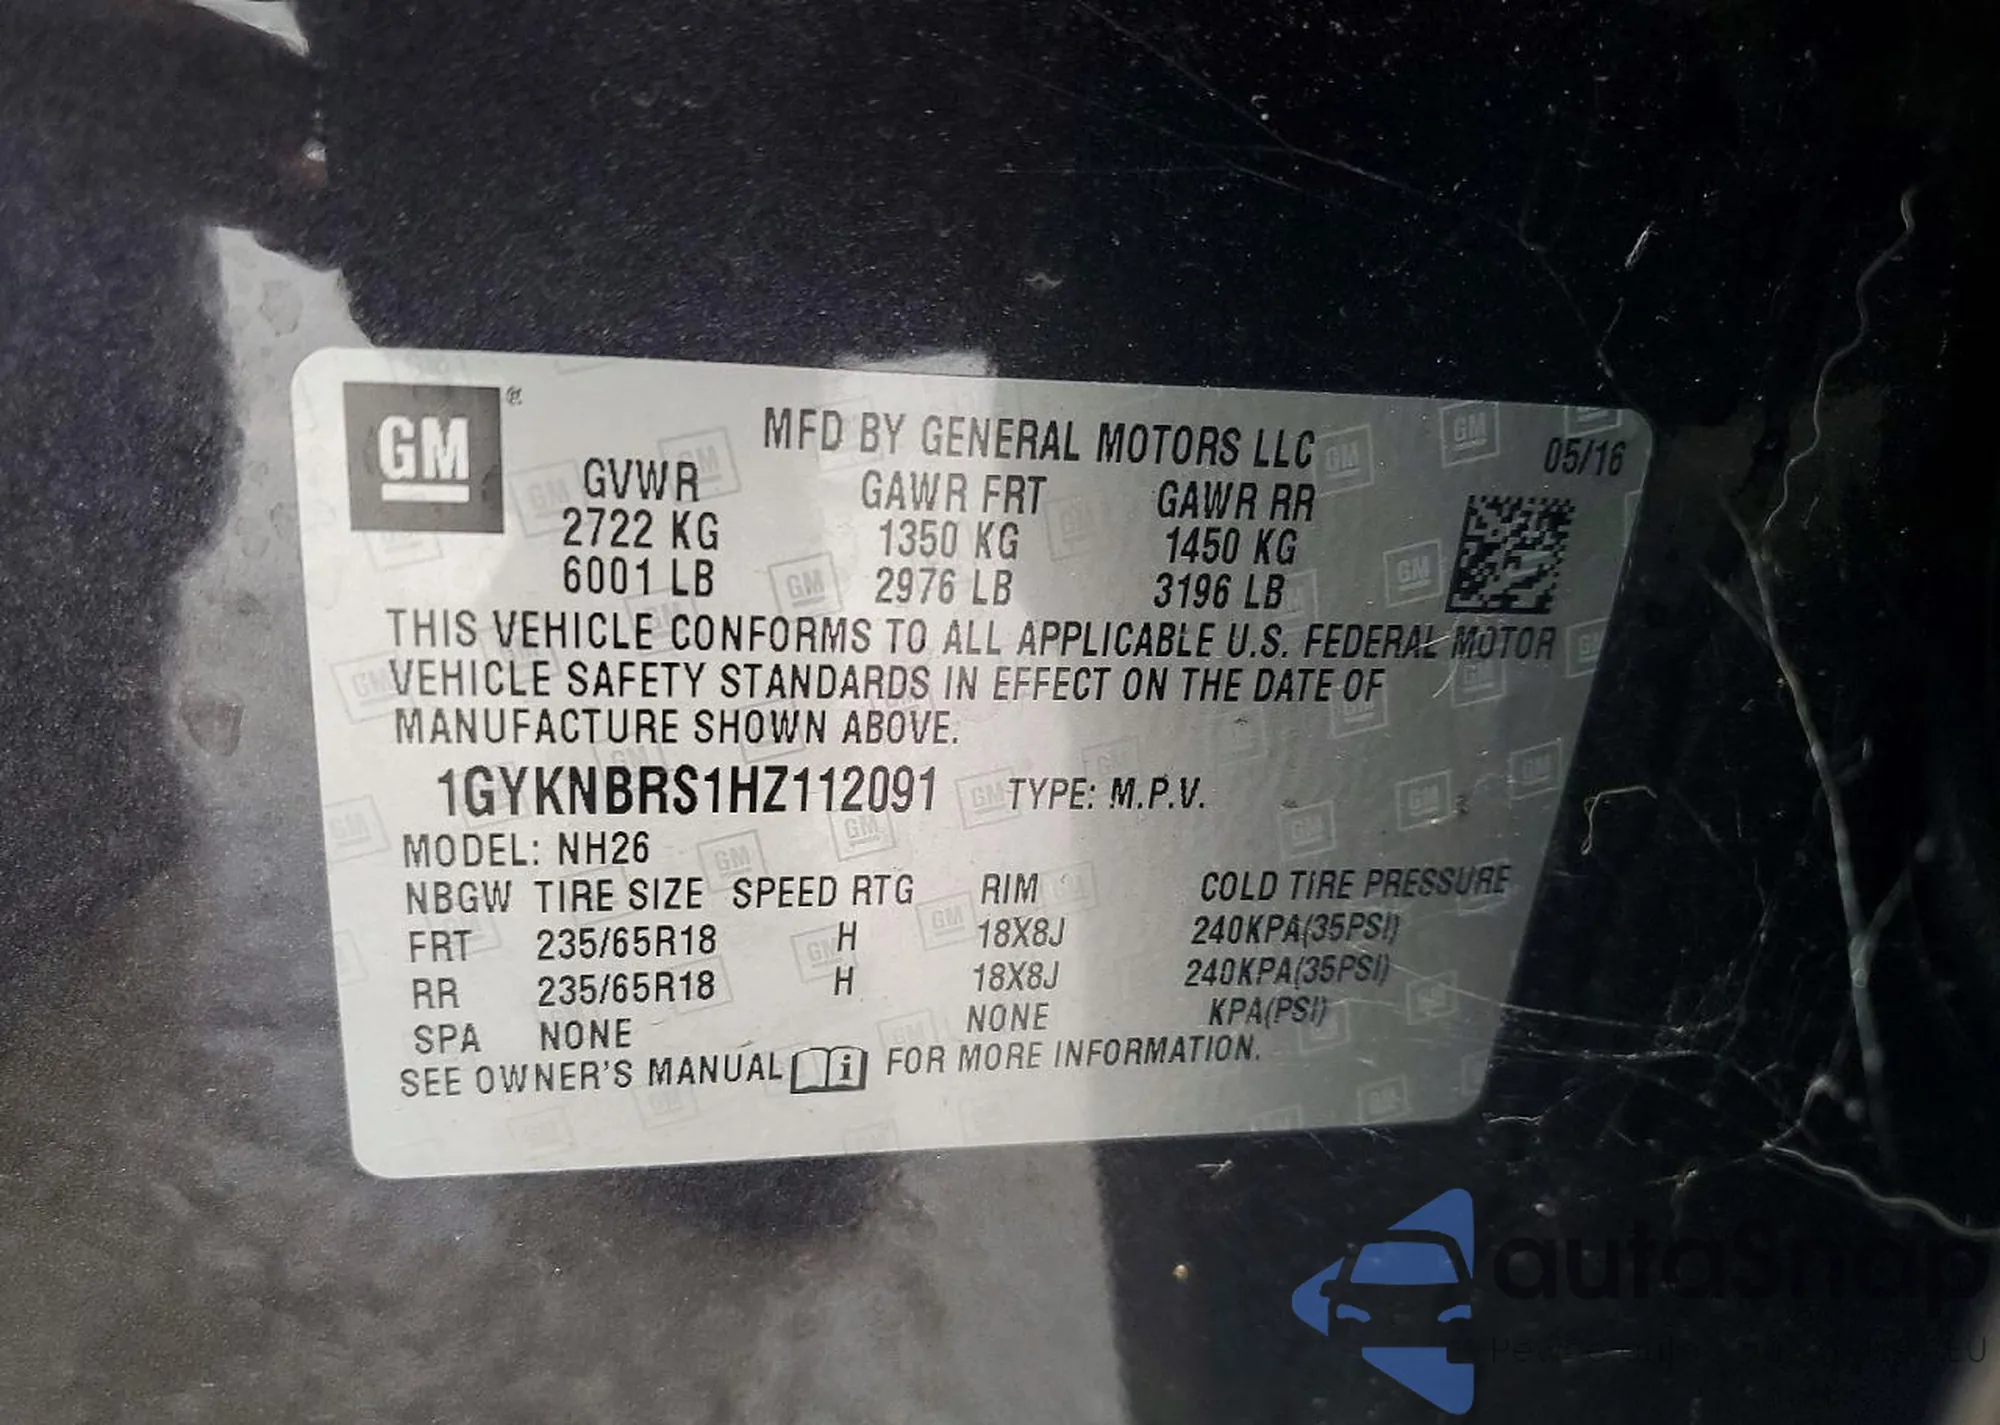 GM ®
MFD BY GENERAL MOTORS LLC
05/16
GVWR GAWR FRT GAWR RR
2722 KG 1350 KG 1450 KG
6001 LB 2976 LB 3196 LB
THIS VEHICLE CONFORMS TO ALL APPLICABLE U.S. FEDERAL MOTOR
VEHICLE SAFETY STANDARDS IN EFFECT ON THE DATE OF
MANUFACTURE SHOWN ABOVE.
1GYKNBRS1HZ112091 TYPE: M.P.V.
MODEL: NH26
NBGW TIRE SIZE SPEED RTG RIM COLD TIRE PRESSURE
FRT 235/65R18 H 18X8J 240KPA(35PSI)
RR 235/65R18 H 18X8J 240KPA(35PSI)
SPA NONE NONE KPA(PSI)
SEE OWNER'S MANUAL i FOR MORE INFORMATION.
autoSnap